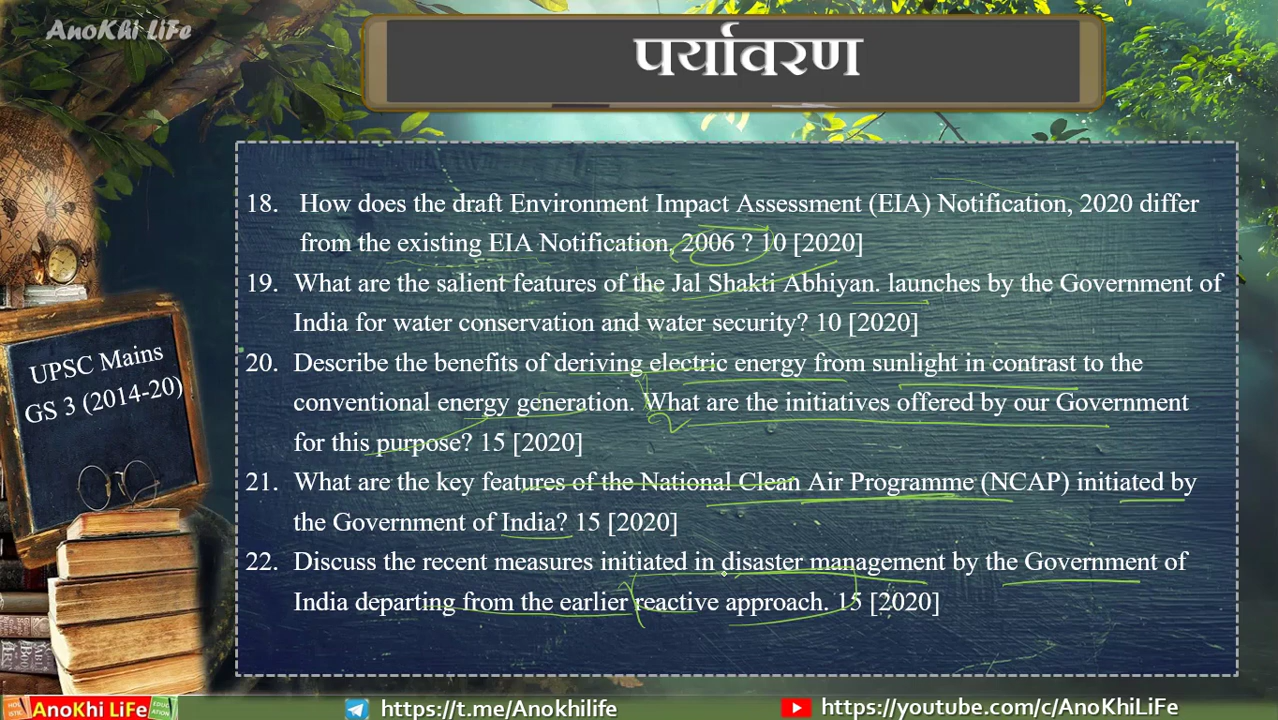 AnoKhi LiFe
पर्यावरण
18. How does the draft Environment Impact Assessment (EIA) Notification, 2020 differ
from the existing EIA Notification, 2006 ? 10 [2020]
19. What are the salient features of the Jal Shakti Abhiyan. launches by the Government of
India for water conservation and water security? 10 [2020]
20. Describe the benefits of deriving electric energy from sunlight in contrast to the
conventional energy generation. What are the initiatives offered by our Government
for this purpose? 15 [2020]
21. What are the key features of the National Clean Air Programme (NCAP) initiated by
the Government of India? 15 [2020]
22. Discuss the recent measures initiated in disaster management by the Government of
India departing from the earlier reactive approach. 15 [2020]
UPSC Mains
GS 3 (2014-20)
AnoKhi LiFe
https://t.me/Anokhilife
https://youtube.com/c/AnoKHiLiFe